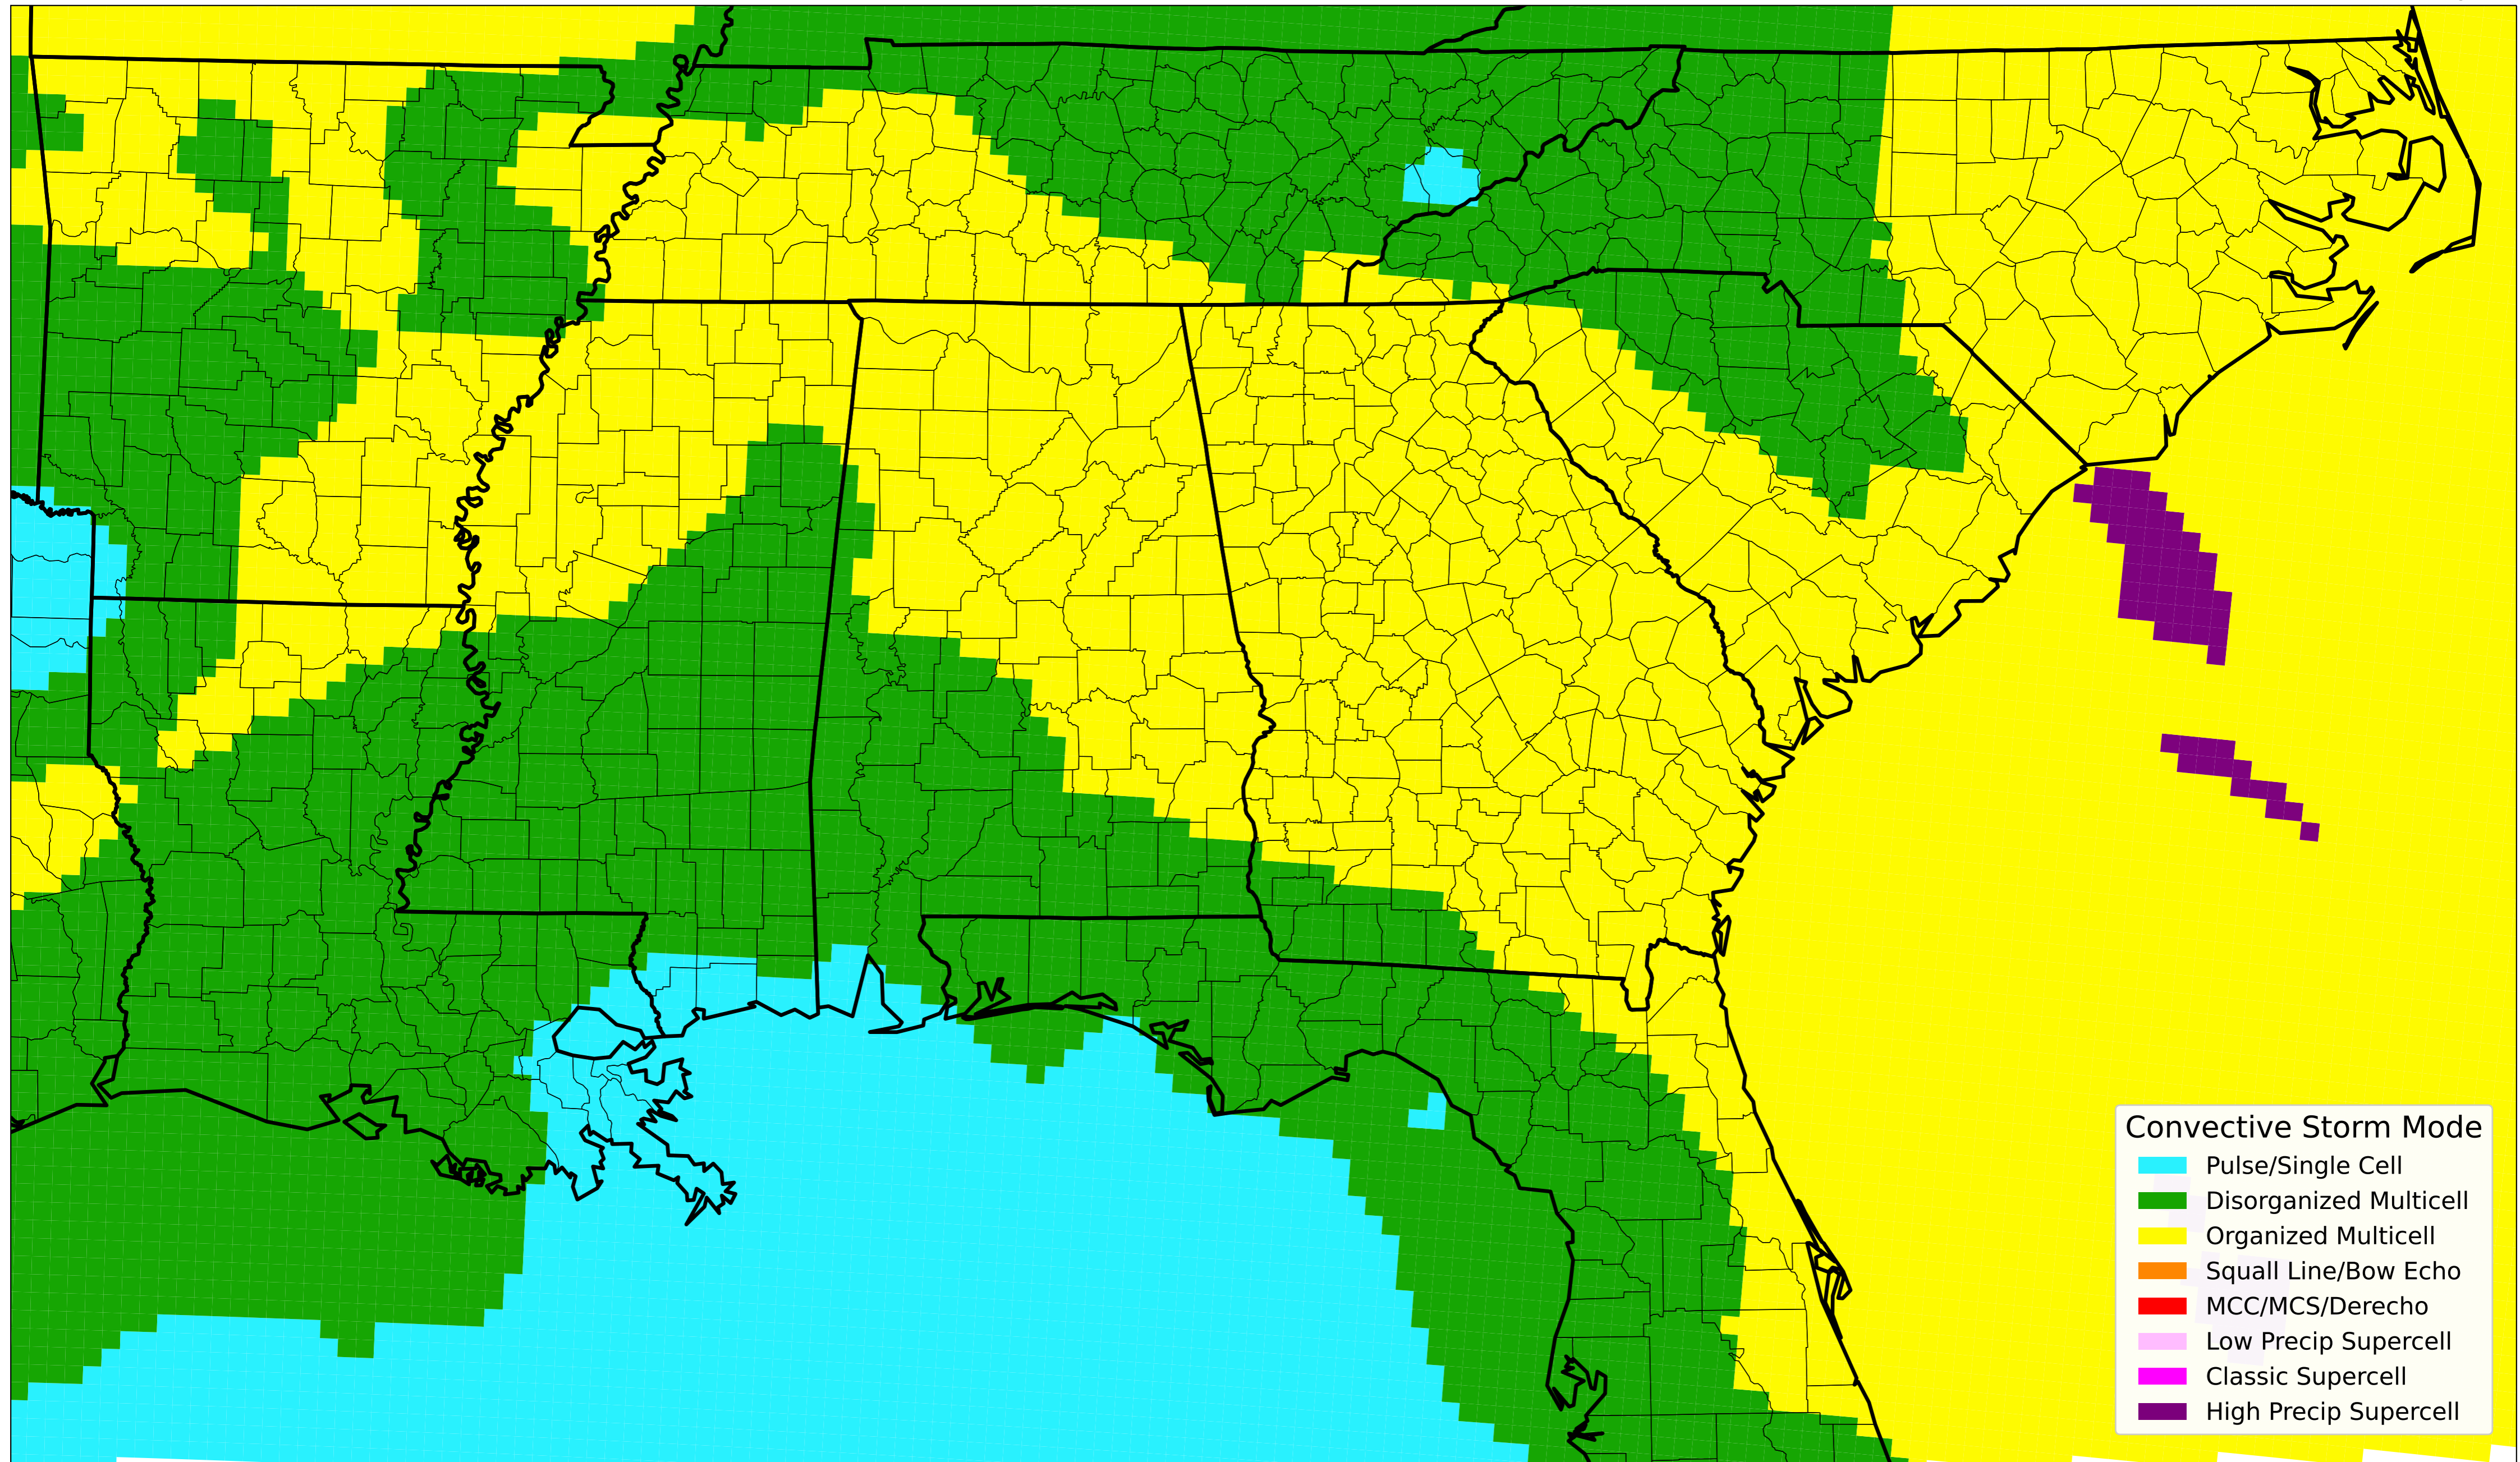 Convective Storm Mode
Pulse/Single Cell
Disorganized Multicell
Organized Multicell
Squall Line/Bow Echo
MCC/MCS/Derecho
Low Precip Supercell
Classic Supercell
High Precip Supercell